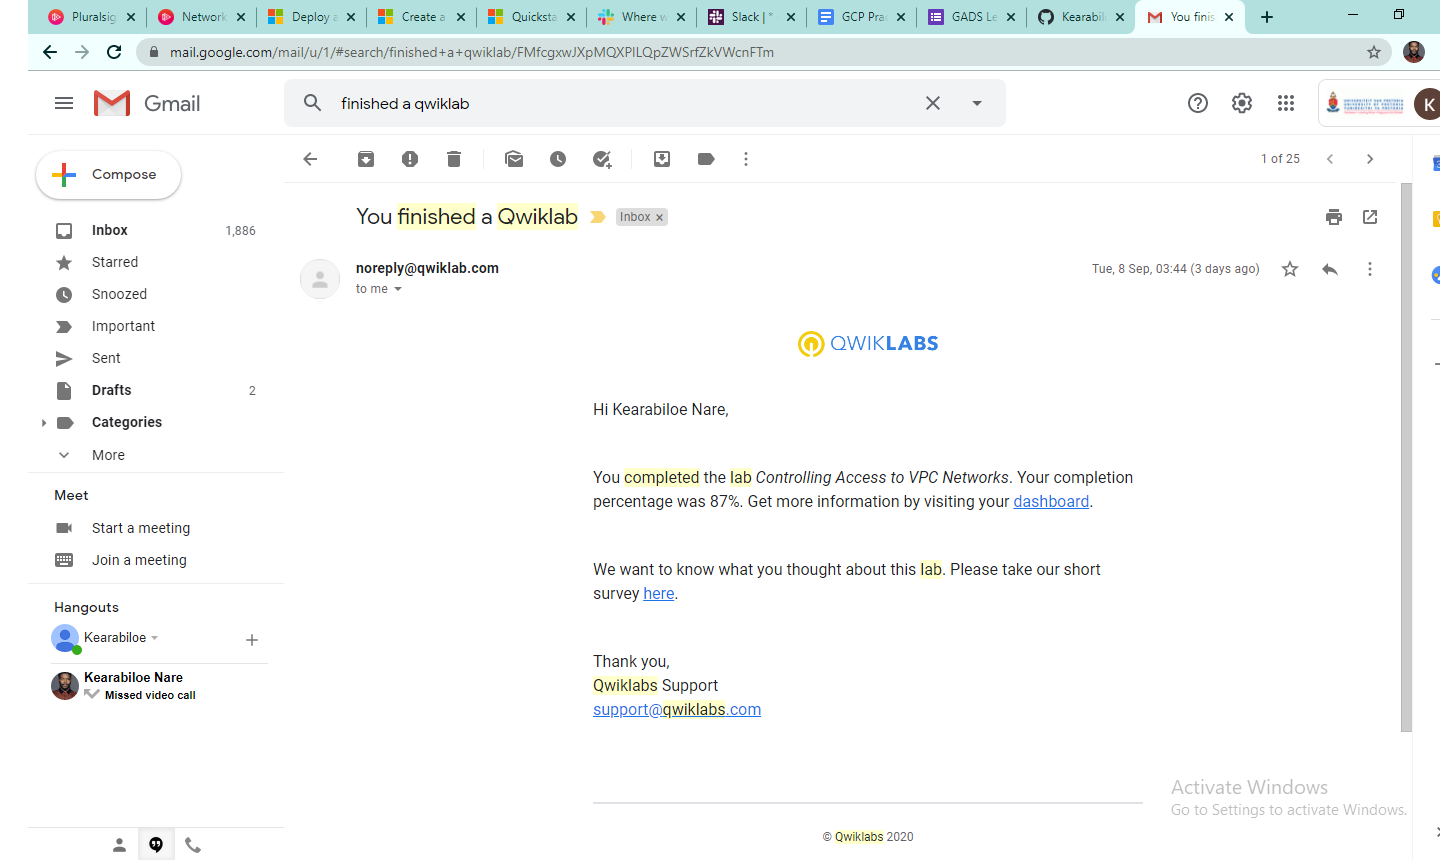 Pluralsig
Network
Deploy a
Create a
Quicksta
Where w
Slack | *
GCP Prac
GADS Le
Kearabil
You finis
mail.google.com/mail/u/1/#search/finished+a+qwiklab/FMfcgxwJXpMQXPlLQpZWSrfZkVWcnFTm
Gmail
finished a qwiklab
K
Compose
1 of 25
Inbox 1,886
Starred
Snoozed
Important
Sent
Drafts 2
Categories
More
Meet
Start a meeting
Join a meeting
Hangouts
Kearabiloe
Kearabiloe Nare
Missed video call
You finished a Qwiklab
Inbox ×
noreply@qwiklab.com
Tue, 8 Sep, 03:44 (3 days ago)
to me
QWIKLABS
Hi Kearabiloe Nare,
You completed the lab Controlling Access to VPC Networks. Your completion
percentage was 87%. Get more information by visiting your dashboard.
We want to know what you thought about this lab. Please take our short
survey here.
Thank you,
Qwiklabs Support
support@qwiklabs.com
Activate Windows
Go to Settings to activate Windows.
© Qwiklabs 2020